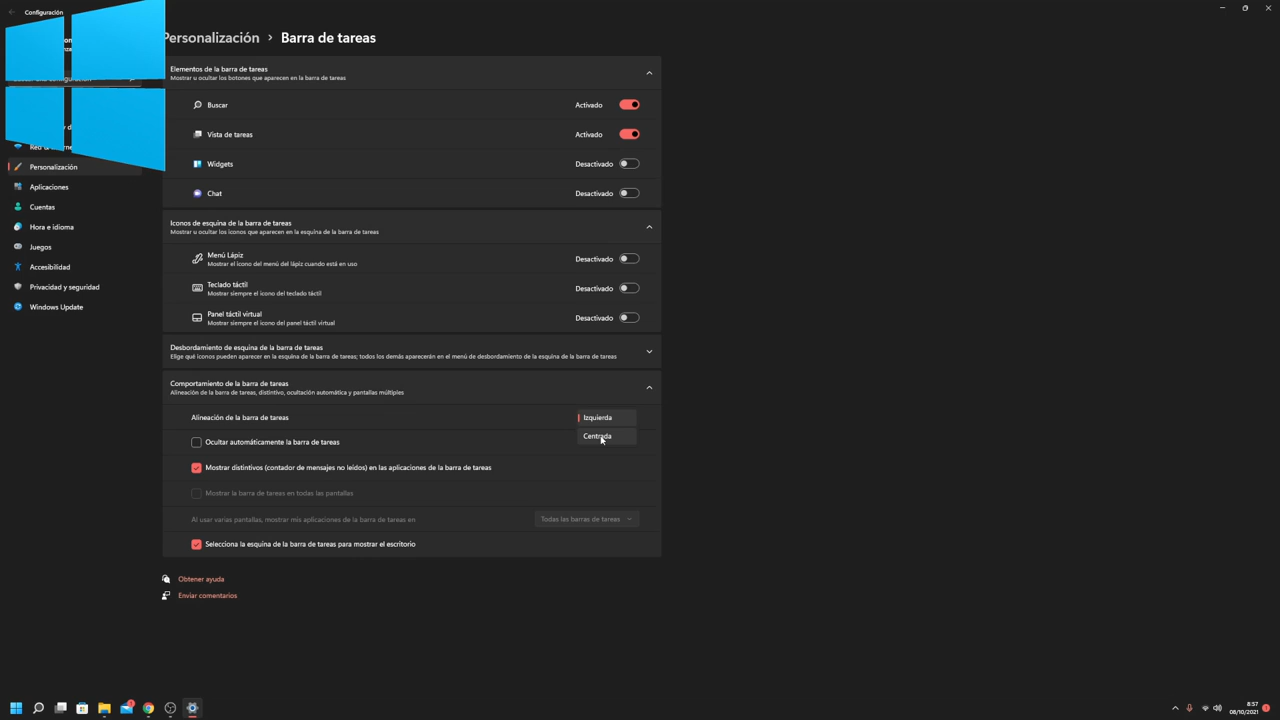 Configuración
Personalización > Barra de tareas
Elementos de la barra de tareas
Mostrar u ocultar los botones que aparecen en la barra de tareas
Buscar
Activado
Vista de tareas
Activado
Widgets
Desactivado
Chat
Desactivado
Personalización
Aplicaciones
Cuentas
Hora e idioma
Juegos
Accesibilidad
Privacidad y seguridad
Windows Update
Iconos de esquina de la barra de tareas
Mostrar u ocultar los iconos que aparecen en la esquina de la barra de tareas
Menú Lápiz
Mostrar el icono del menú del lápiz cuando está en uso
Desactivado
Teclado táctil
Mostrar siempre el icono del teclado táctil
Desactivado
Panel táctil virtual
Mostrar siempre el icono del panel táctil virtual
Desactivado
Desbordamiento de esquina de la barra de tareas
Elige qué iconos pueden aparecer en la esquina de la barra de tareas; todos los demás aparecerán en el menú de desbordamiento de la esquina de la barra de tareas
Comportamiento de la barra de tareas
Alineación de la barra de tareas, distintivo, ocultación automática y pantallas múltiples
Alineación de la barra de tareas
Izquierda
Centrada
Ocultar automáticamente la barra de tareas
Mostrar distintivos (contador de mensajes no leídos) en las aplicaciones de la barra de tareas
Mostrar la barra de tareas en todas las pantallas
Al usar varias pantallas, mostrar mis aplicaciones de la barra de tareas en
Todas las barras de tareas
Selecciona la esquina de la barra de tareas para mostrar el escritorio
Obtener ayuda
Enviar comentarios
8:57
08/10/2021